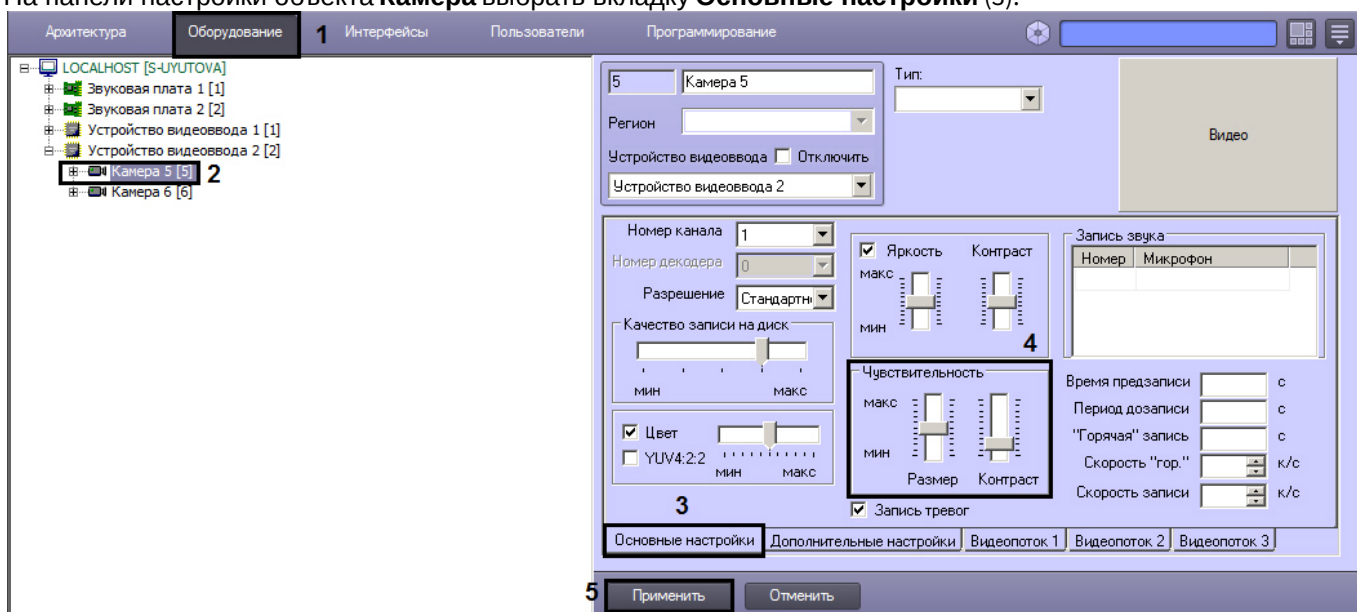 На панели настройки объекта Камера выбрать вкладку Основные настройки (3).
Архитектура Оборудование 1 Интерфейсы Пользователи Программирование
LOCALHOST [S-UYUTOVA]
Звуковая плата 1 [1]
Звуковая плата 2 [2]
Устройство видеоввода 1 [1]
Устройство видеоввода 2 [2]
Камера 5 [5] 2
Камера 6 [6]
5 Камера 5
Регион
Устройство видеоввода Отключить
Устройство видеоввода 2
Тип:
Видео
Номер канала 1
Номер декодера 0
Разрешение Стандартн
Качество записи на диск
мин макс
Цвет
YUV4:2:2
мин макс
3
Яркость Контраст
макс
мин
4
Чувствительность
макс
мин
Размер Контраст
Запись тревог
Запись звука
Номер Микрофон
Время предзаписи с
Период дозаписи с
"Горячая" запись с
Скорость "гор." к/с
Скорость записи к/с
Основные настройки Дополнительные настройки Видеопоток 1 Видеопоток 2 Видеопоток 3
5 Применить Отменить